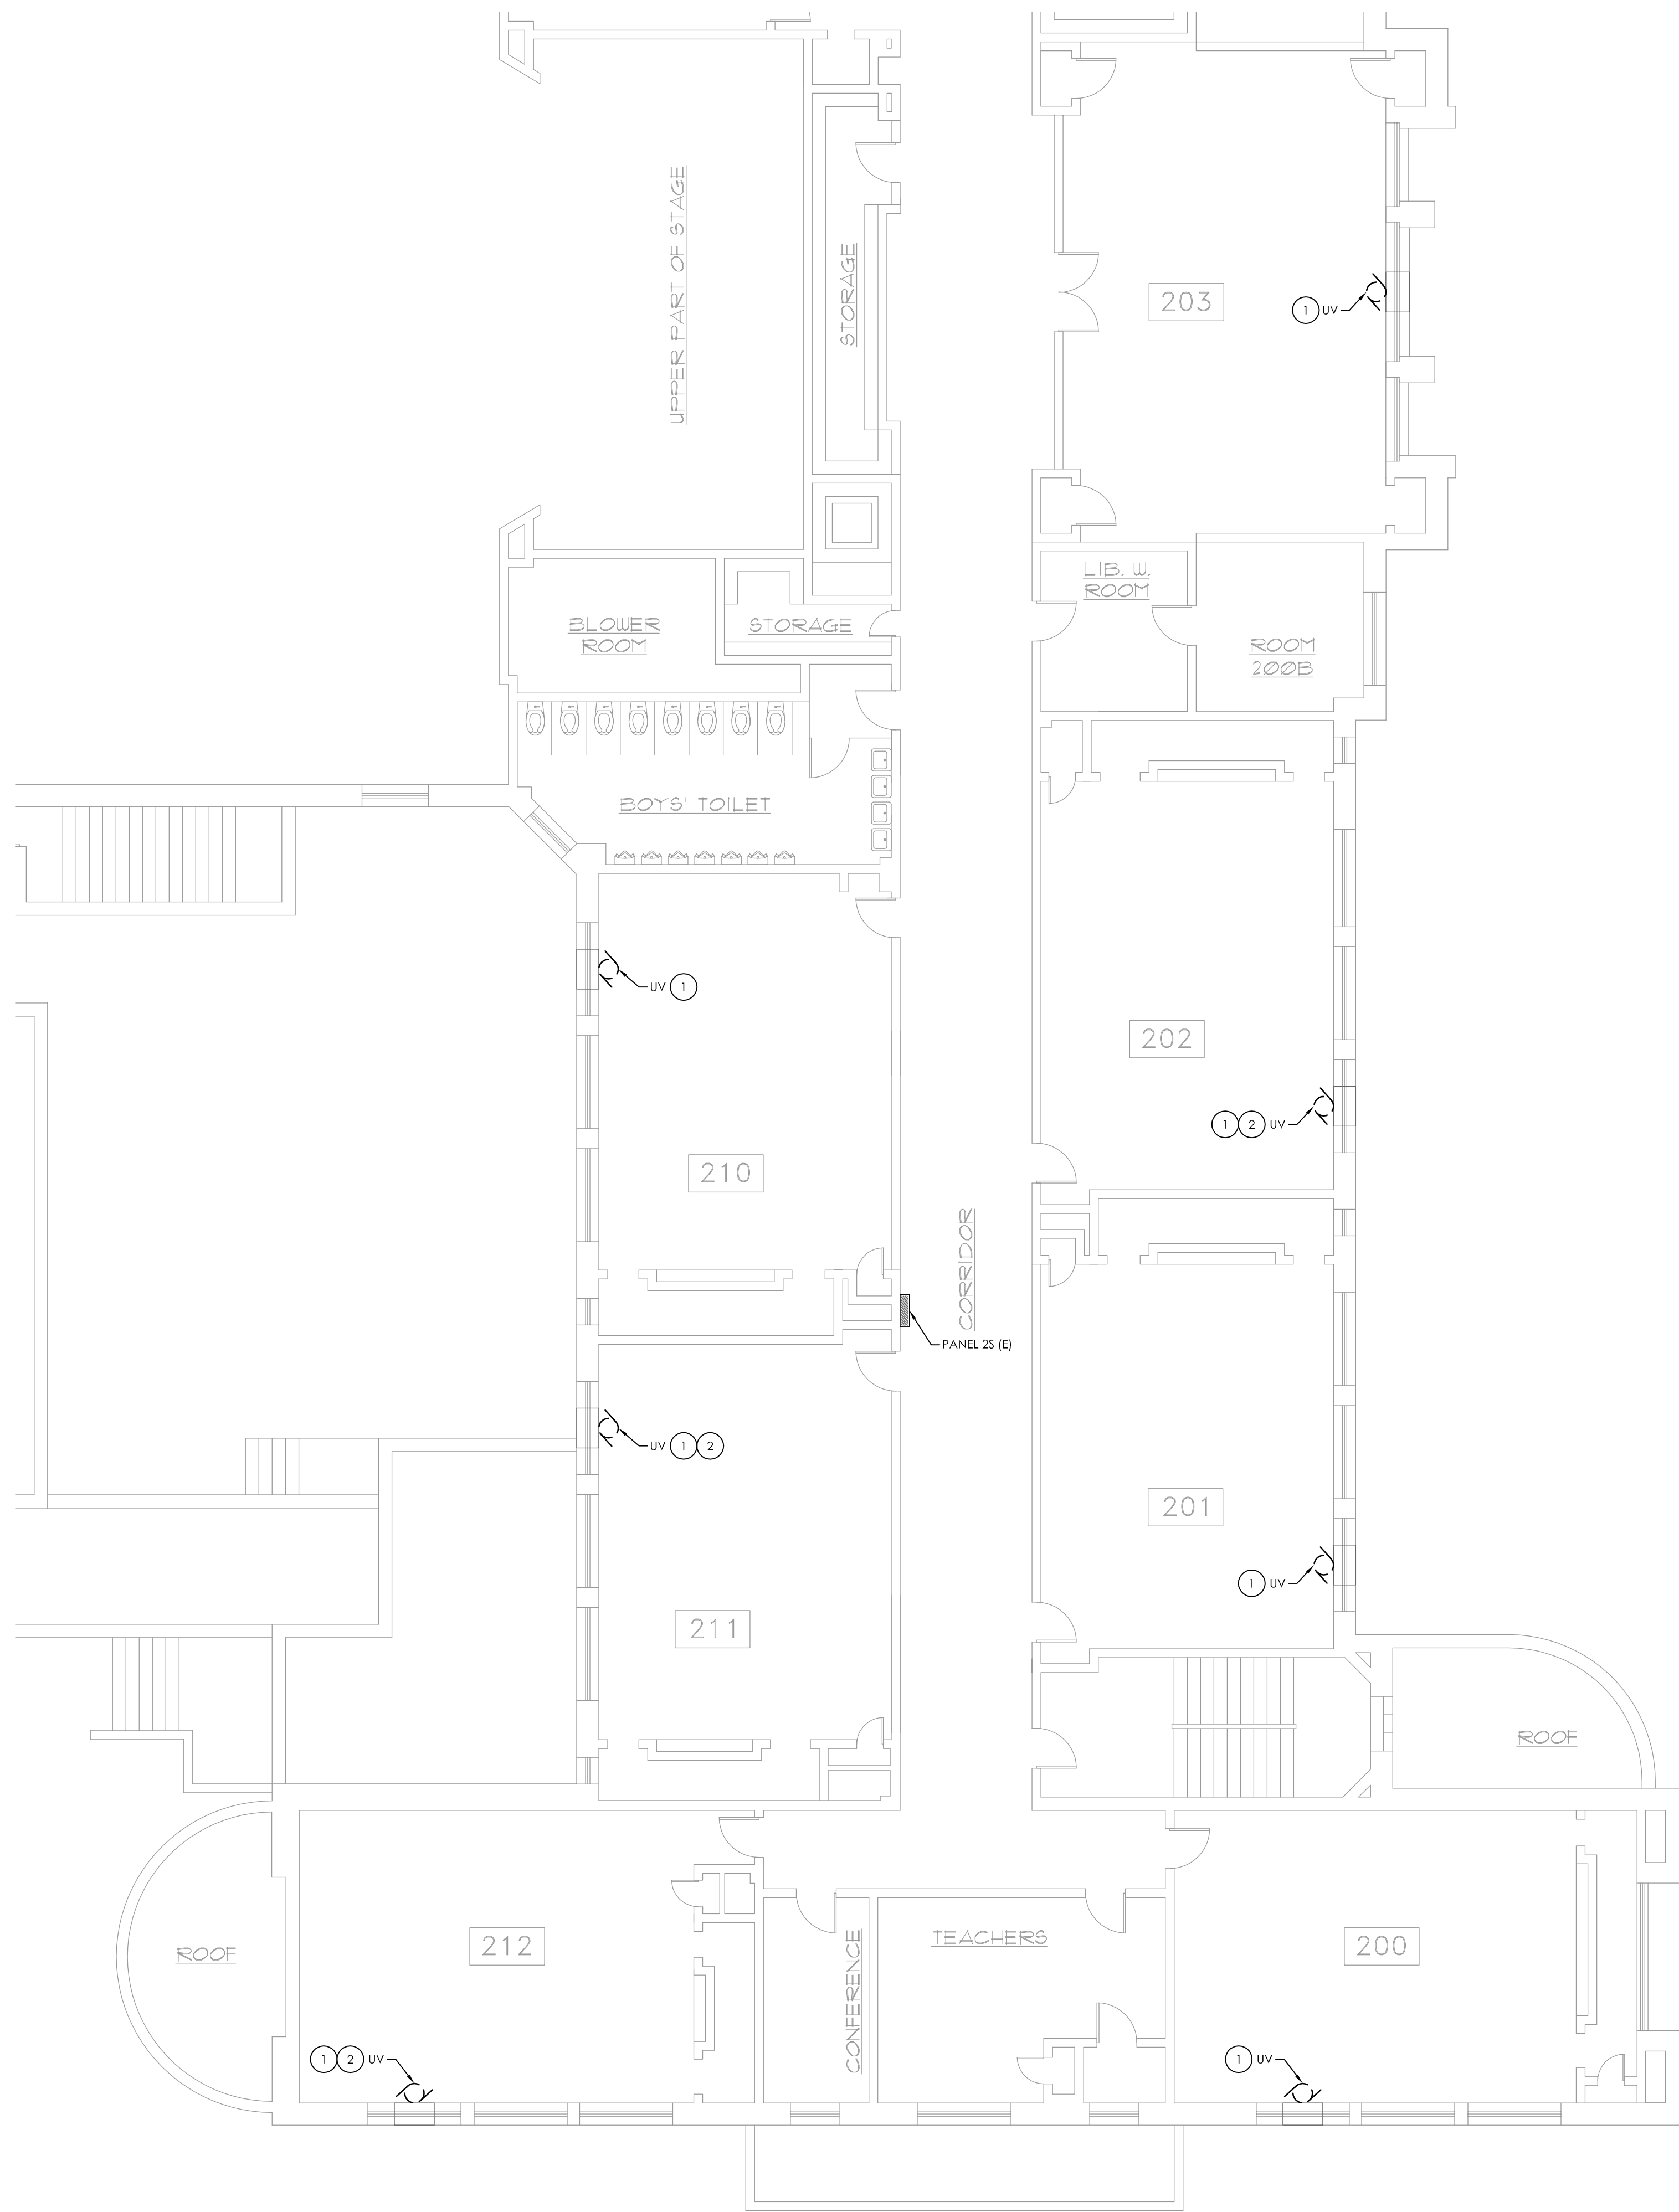 UPPER PART OF STAGE
STORAGE
203
1 UV
LIB. W.
ROOM
BLOWER
ROOM
STORAGE
ROOM
200B
BOYS' TOILET
UV 1
202
1 2 UV
210
CORRIDOR
PANEL 2S (E)
UV 1 2
201
1 UV
211
ROOF
212
TEACHERS
200
ROOF
CONFERENCE
1 2 UV
1 UV